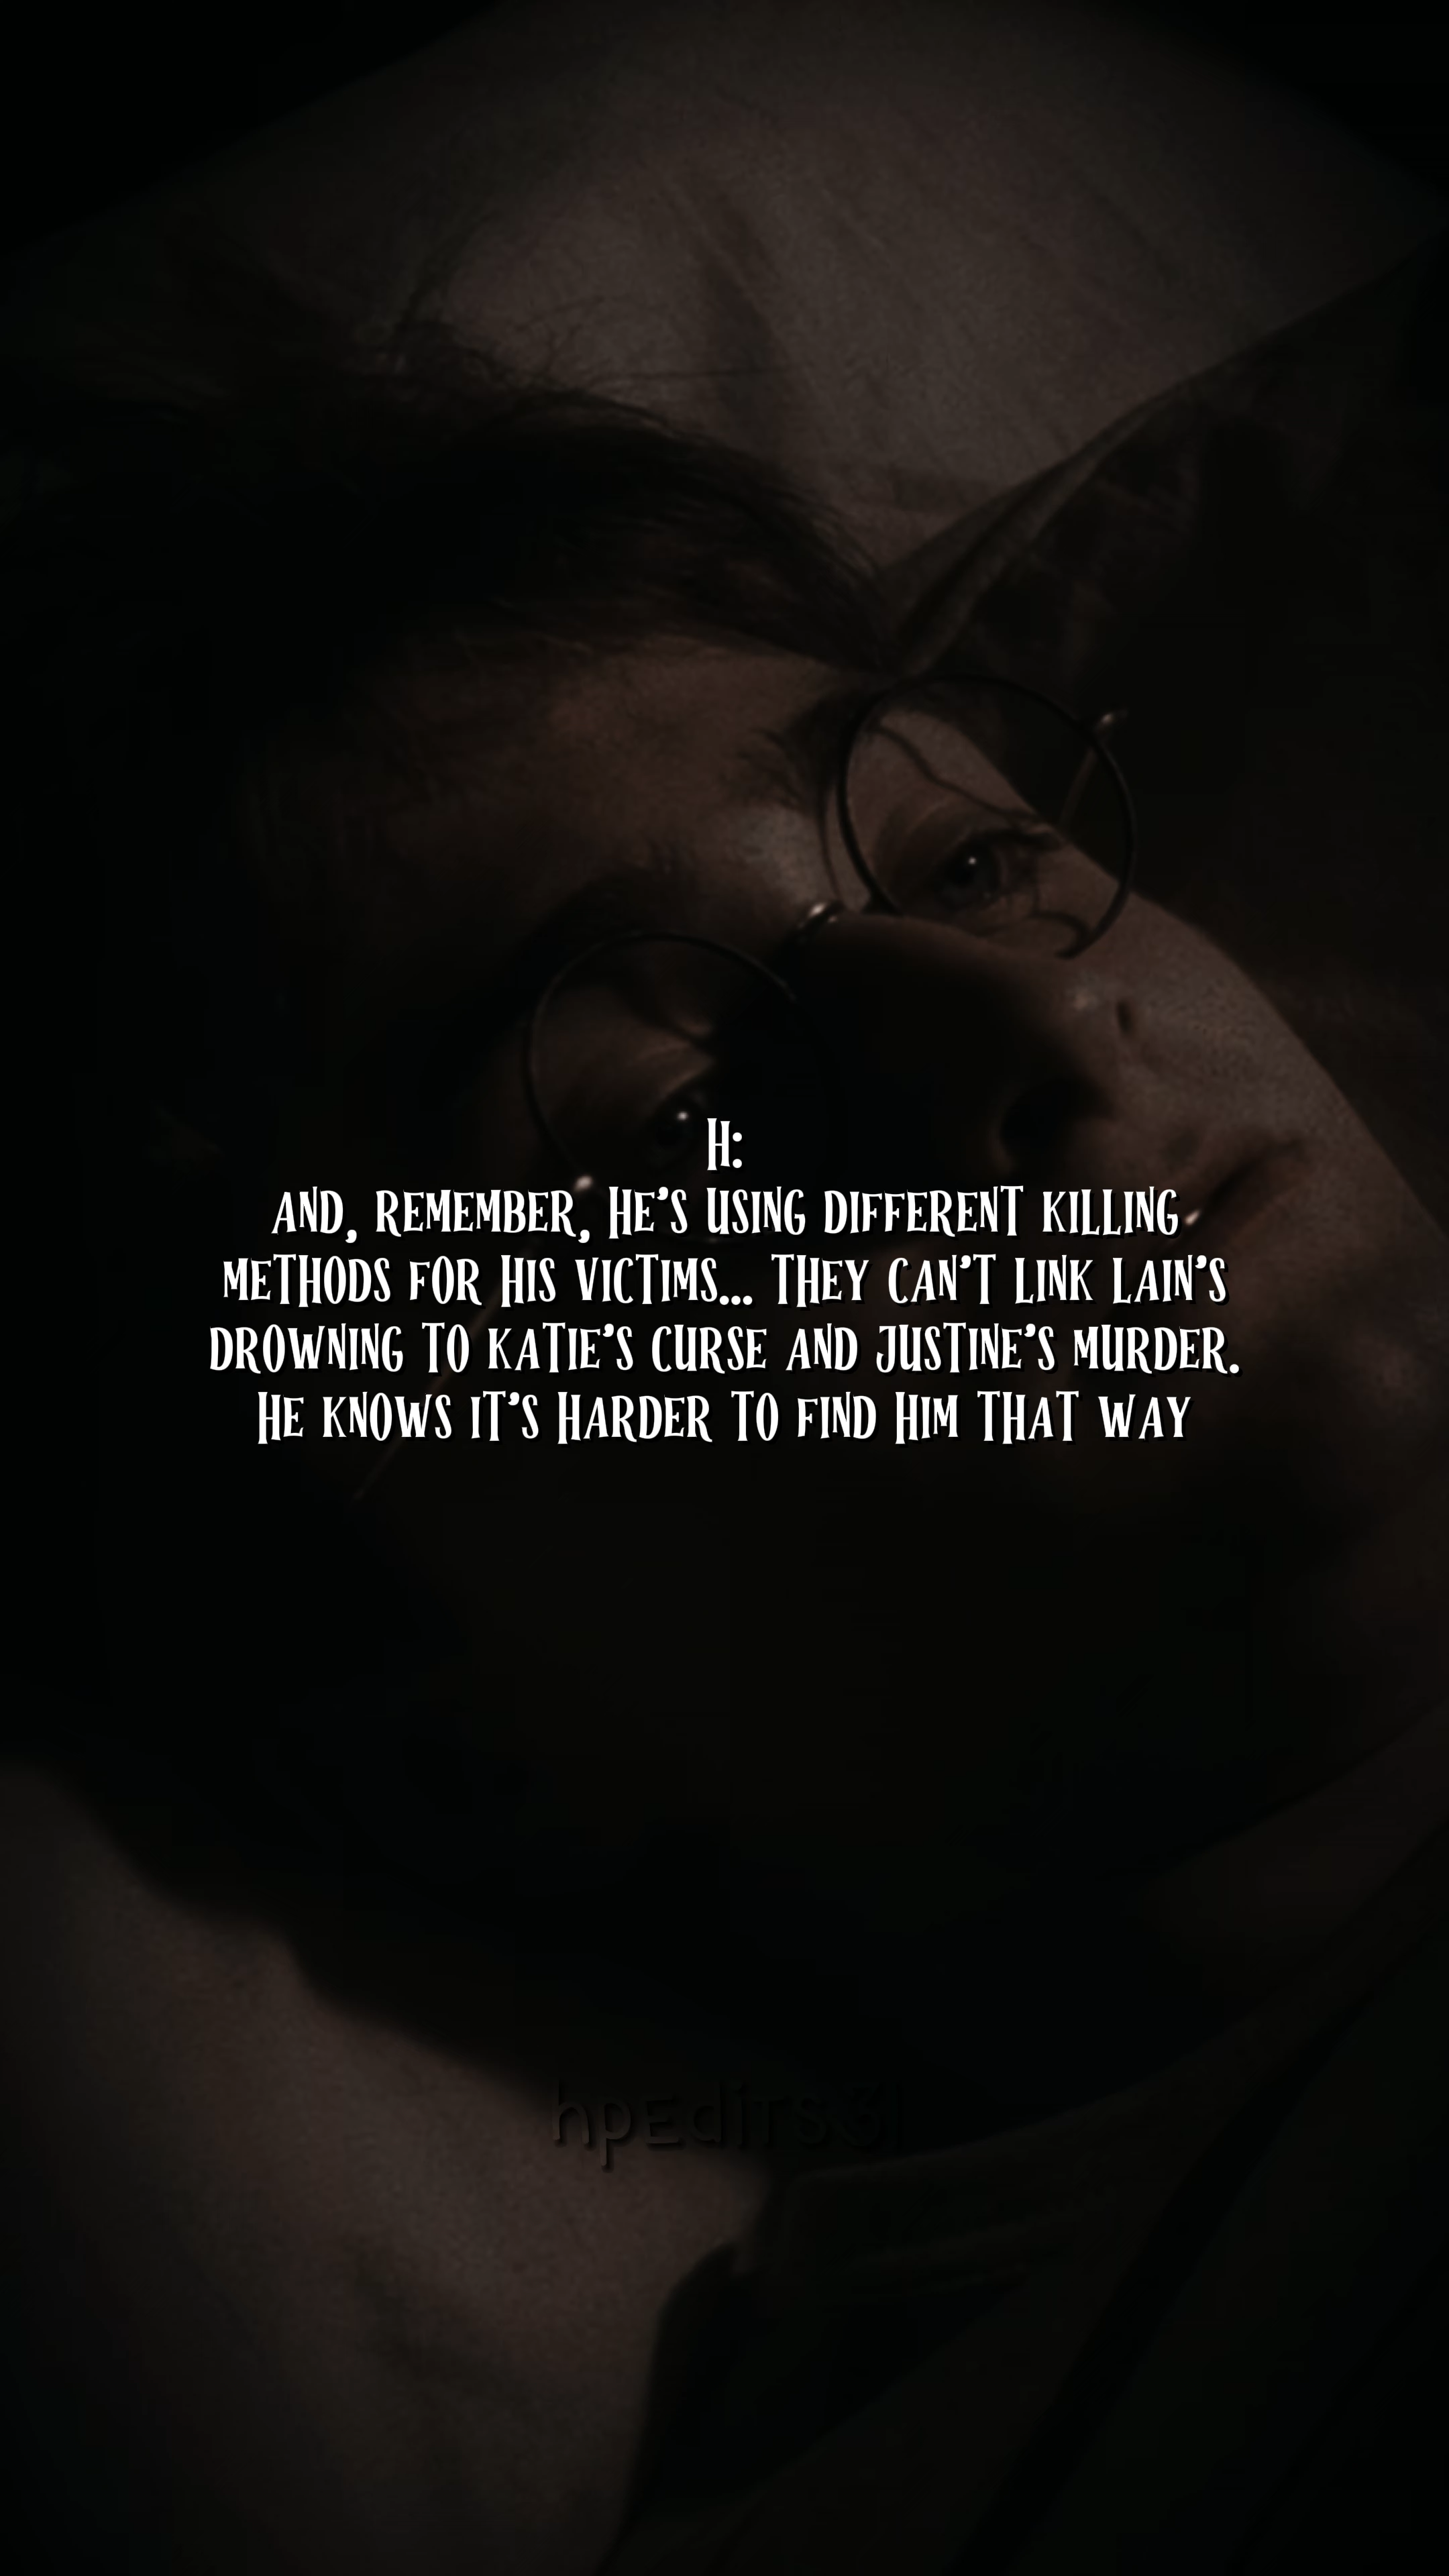 H:
AND, REMEMBER, HE'S USING DIFFERENT KILLING
METHODS FOR HIS VICTIMS... THEY CAN'T LINK LAIN'S
DROWNING TO KATIE'S CURSE AND JUSTINE'S MURDER.
HE KNOWS IT'S HARDER TO FIND HIM THAT WAY
hpEdits3